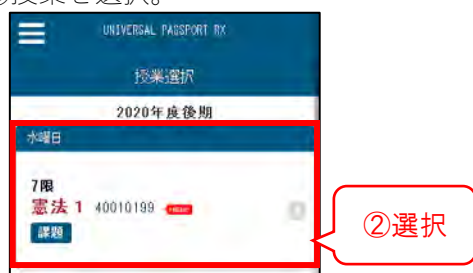 授業を選択。
UNIVERSAL PASSPORT RX
授業選択
2020年度後期
水曜日
7限
憲法1 40010199
課題
②選択